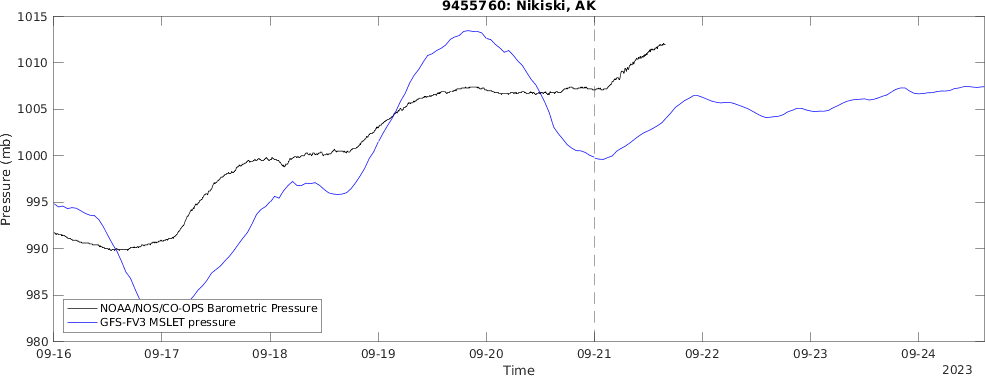 9455760: Nikiski, AK
1015
1010
1005
1000
995
990
985
980
Pressure (mb)
NOAA/NOS/CO-OPS Barometric Pressure
GFS-FV3 MSLET pressure
09-16 09-17 09-18 09-19 09-20 09-21 09-22 09-23 09-24
Time
2023